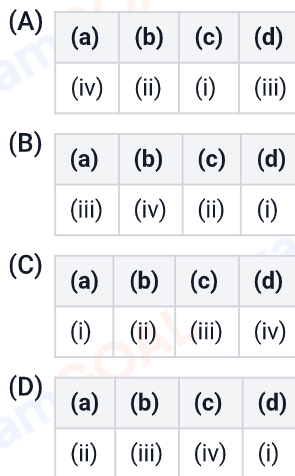 (A)
(a) (b) (c) (d)
(iv) (ii) (i) (iii)
(B)
(a) (b) (c) (d)
(iii) (iv) (ii) (i)
(C)
(a) (b) (c) (d)
(i) (ii) (iii) (iv)
(D)
(a) (b) (c) (d)
(ii) (iii) (iv) (i)